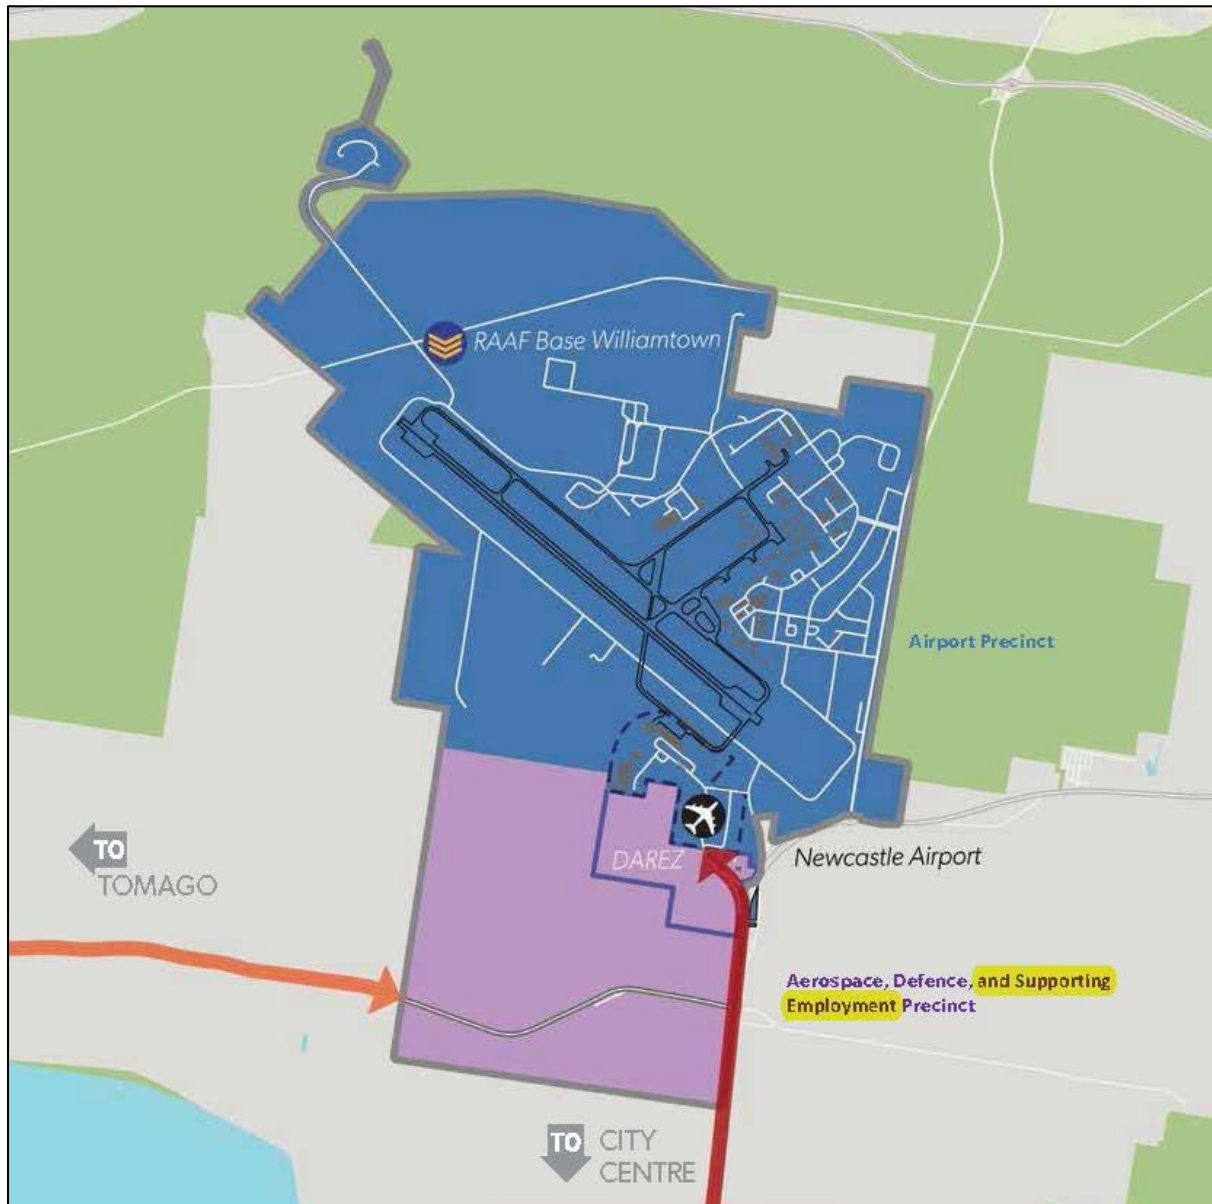 RAAF Base Williamtown
Airport Precinct
DAREZ
Newcastle Airport
TO
TOMAGO
Aerospace, Defence, and Supporting
Employment Precinct
TO CITY
CENTRE